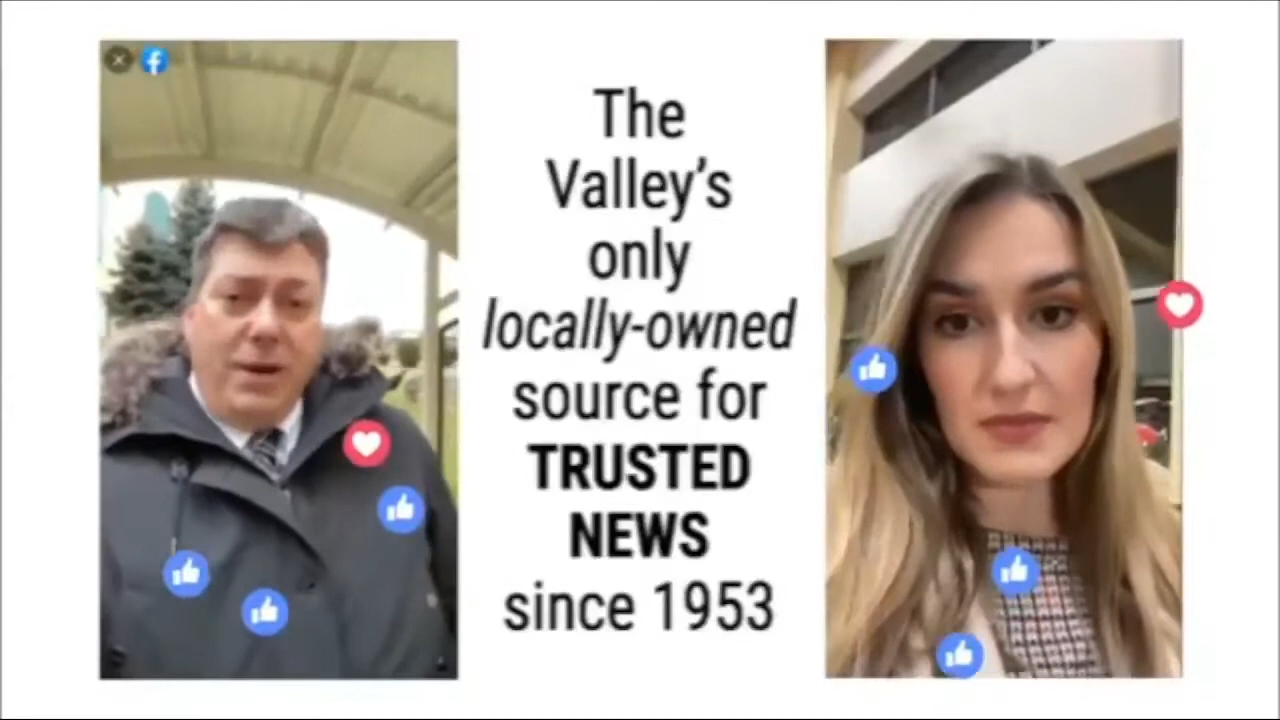 The
Valley’s
only
locally-owned
source for
TRUSTED
NEWS
since 1953